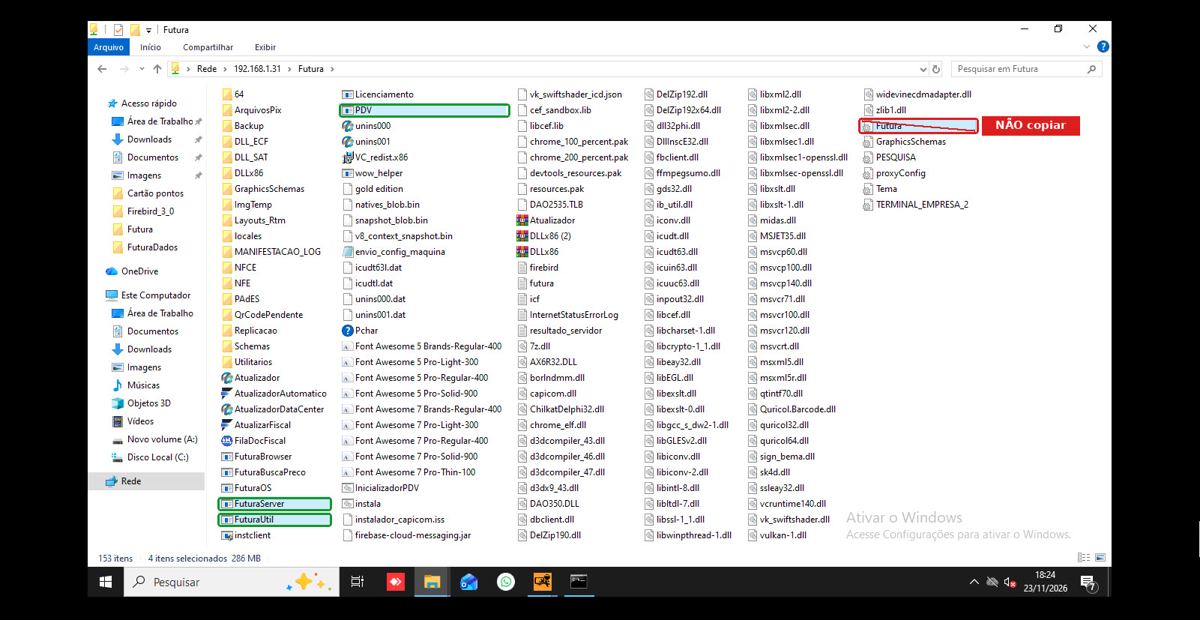 Futura
Arquivo Início Compartilhar Exibir
Rede 192.168.1.31 Futura
Pesquisar em Futura
Acesso rápido
Área de Trabalho
Downloads
Documentos
Imagens
Cartão pontos
Firebird_3_0
Futura
FuturaDados
OneDrive
Este Computador
Área de Trabalho
Documentos
Downloads
Imagens
Músicas
Objetos 3D
Vídeos
Novo volume (A:)
Disco Local (C:)
Rede
64
ArquivosPix
Backup
DLL_ECF
DLL_SAT
DLLx86
GraphicsSchemas
ImgTemp
Layouts_Rtm
locales
MANIFESTACAO_LOG
NFCE
NFE
PAdES
QrCodePendente
Replicacao
Schemas
Utilitarios
Atualizador
AtualizadorAutomatico
AtualizadorDataCenter
AtualizarFiscal
FilaDocFiscal
FuturaBrowser
FuturaBuscaPreco
FuturaOS
FuturaServer
FuturaUtil
instclient
Licenciamento
PDV
unins000
unins001
VC_redist.x86
wow_helper
gold edition
natives_blob.bin
snapshot_blob.bin
v8_context_snapshot.bin
envio_config_maquina
icudt63l.dat
icudtl.dat
unins000.dat
unins001.dat
Pchar
Font Awesome 5 Brands-Regular-400
Font Awesome 5 Pro-Light-300
Font Awesome 5 Pro-Regular-400
Font Awesome 5 Pro-Solid-900
Font Awesome 7 Brands-Regular-400
Font Awesome 7 Pro-Light-300
Font Awesome 7 Pro-Regular-400
Font Awesome 7 Pro-Solid-900
Font Awesome 7 Pro-Thin-100
InicializadorPDV
instala
instalador_capicom.iss
firebase-cloud-messaging.jar
vk_swiftshader_icd.json
cef_sandbox.lib
libcef.lib
chrome_100_percent.pak
chrome_200_percent.pak
devtools_resources.pak
resources.pak
DAO2535.TLB
Atualizador
DLLx86 (2)
DLLx86
firebird
futura
icf
InternetStatusErrorLog
resultado_servidor
7z.dll
AX6R32.DLL
borlndmm.dll
capicom.dll
ChilkatDelphi32.dll
chrome_elf.dll
d3dcompiler_43.dll
d3dcompiler_46.dll
d3dcompiler_47.dll
d3dx9_43.dll
DAO350.DLL
dbclient.dll
DelZip190.dll
DelZip192.dll
DelZip192x64.dll
dll32phi.dll
DllInscE32.dll
fbclient.dll
ffmpegsumo.dll
gds32.dll
ib_util.dll
iconv.dll
icudt.dll
icudt63.dll
icuin63.dll
icuuc63.dll
inpout32.dll
libcef.dll
libcharset-1.dll
libcrypto-1_1.dll
libeay32.dll
libEGL.dll
libexslt.dll
libexslt-0.dll
libgcc_s_dw2-1.dll
libGLESv2.dll
libiconv.dll
libiconv-2.dll
libintl-8.dll
libltdl-7.dll
libssl-1_1.dll
libwinpthread-1.dll
libxml2.dll
libxml2-2.dll
libxmlsec.dll
libxmlsec1.dll
libxmlsec1-openssl.dll
libxmlsec-openssl.dll
libxslt.dll
libxslt-1.dll
midas.dll
MSJET35.dll
msvcp60.dll
msvcp100.dll
msvcp140.dll
msvcr71.dll
msvcr100.dll
msvcr120.dll
msvcrt.dll
msxml5.dll
msxml5r.dll
qtintf70.dll
Quricol.Barcode.dll
quricol32.dll
quricol64.dll
sign_bema.dll
sk4d.dll
ssleay32.dll
vcruntime140.dll
vk_swiftshader.dll
vulkan-1.dll
widevinecdmadapter.dll
zlib1.dll
Futura
GraphicsSchemas
PESQUISA
proxyConfig
Tema
TERMINAL_EMPRESA_2
NÃO copiar
Ativar o Windows
Acesse Configurações para ativar o Windows.
153 itens 4 itens selecionados 286 MB
Pesquisar
18:24
23/11/2026
7